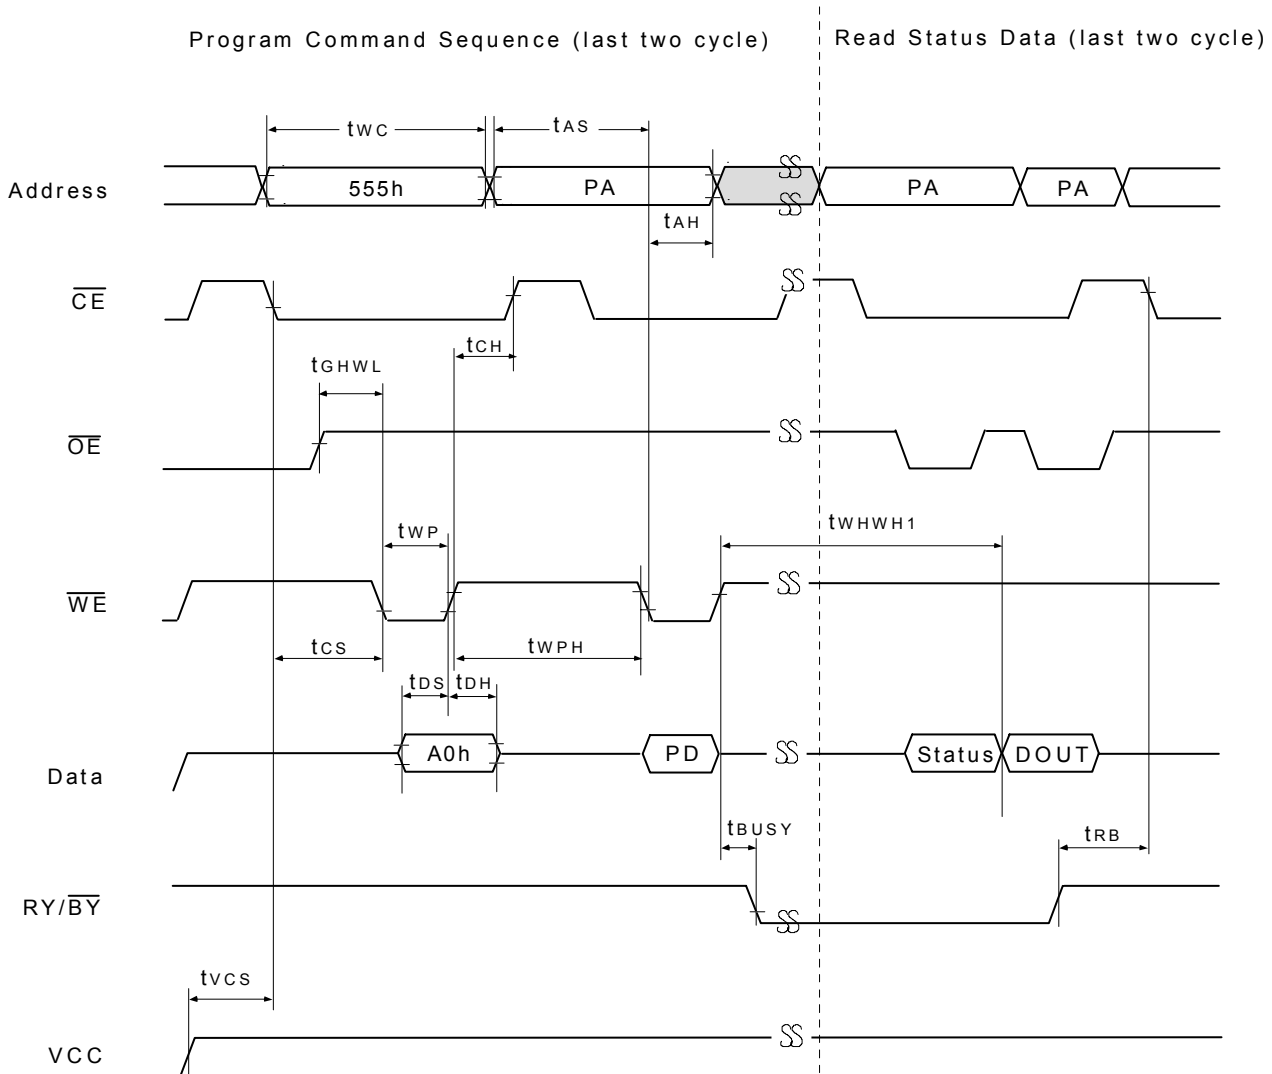 Program Command Sequence (last two cycle)
Read Status Data (last two cycle)
tWC
tAS
Address
555h
PA
PA
PA
tAH
CE
tCH
tGHWL
OE
tWP
tWHWH1
WE
tCS
tWPH
tDS
tDH
Data
A0h
PD
Status
DOUT
tBUSY
tRB
RY/BY
tVCS
VCC